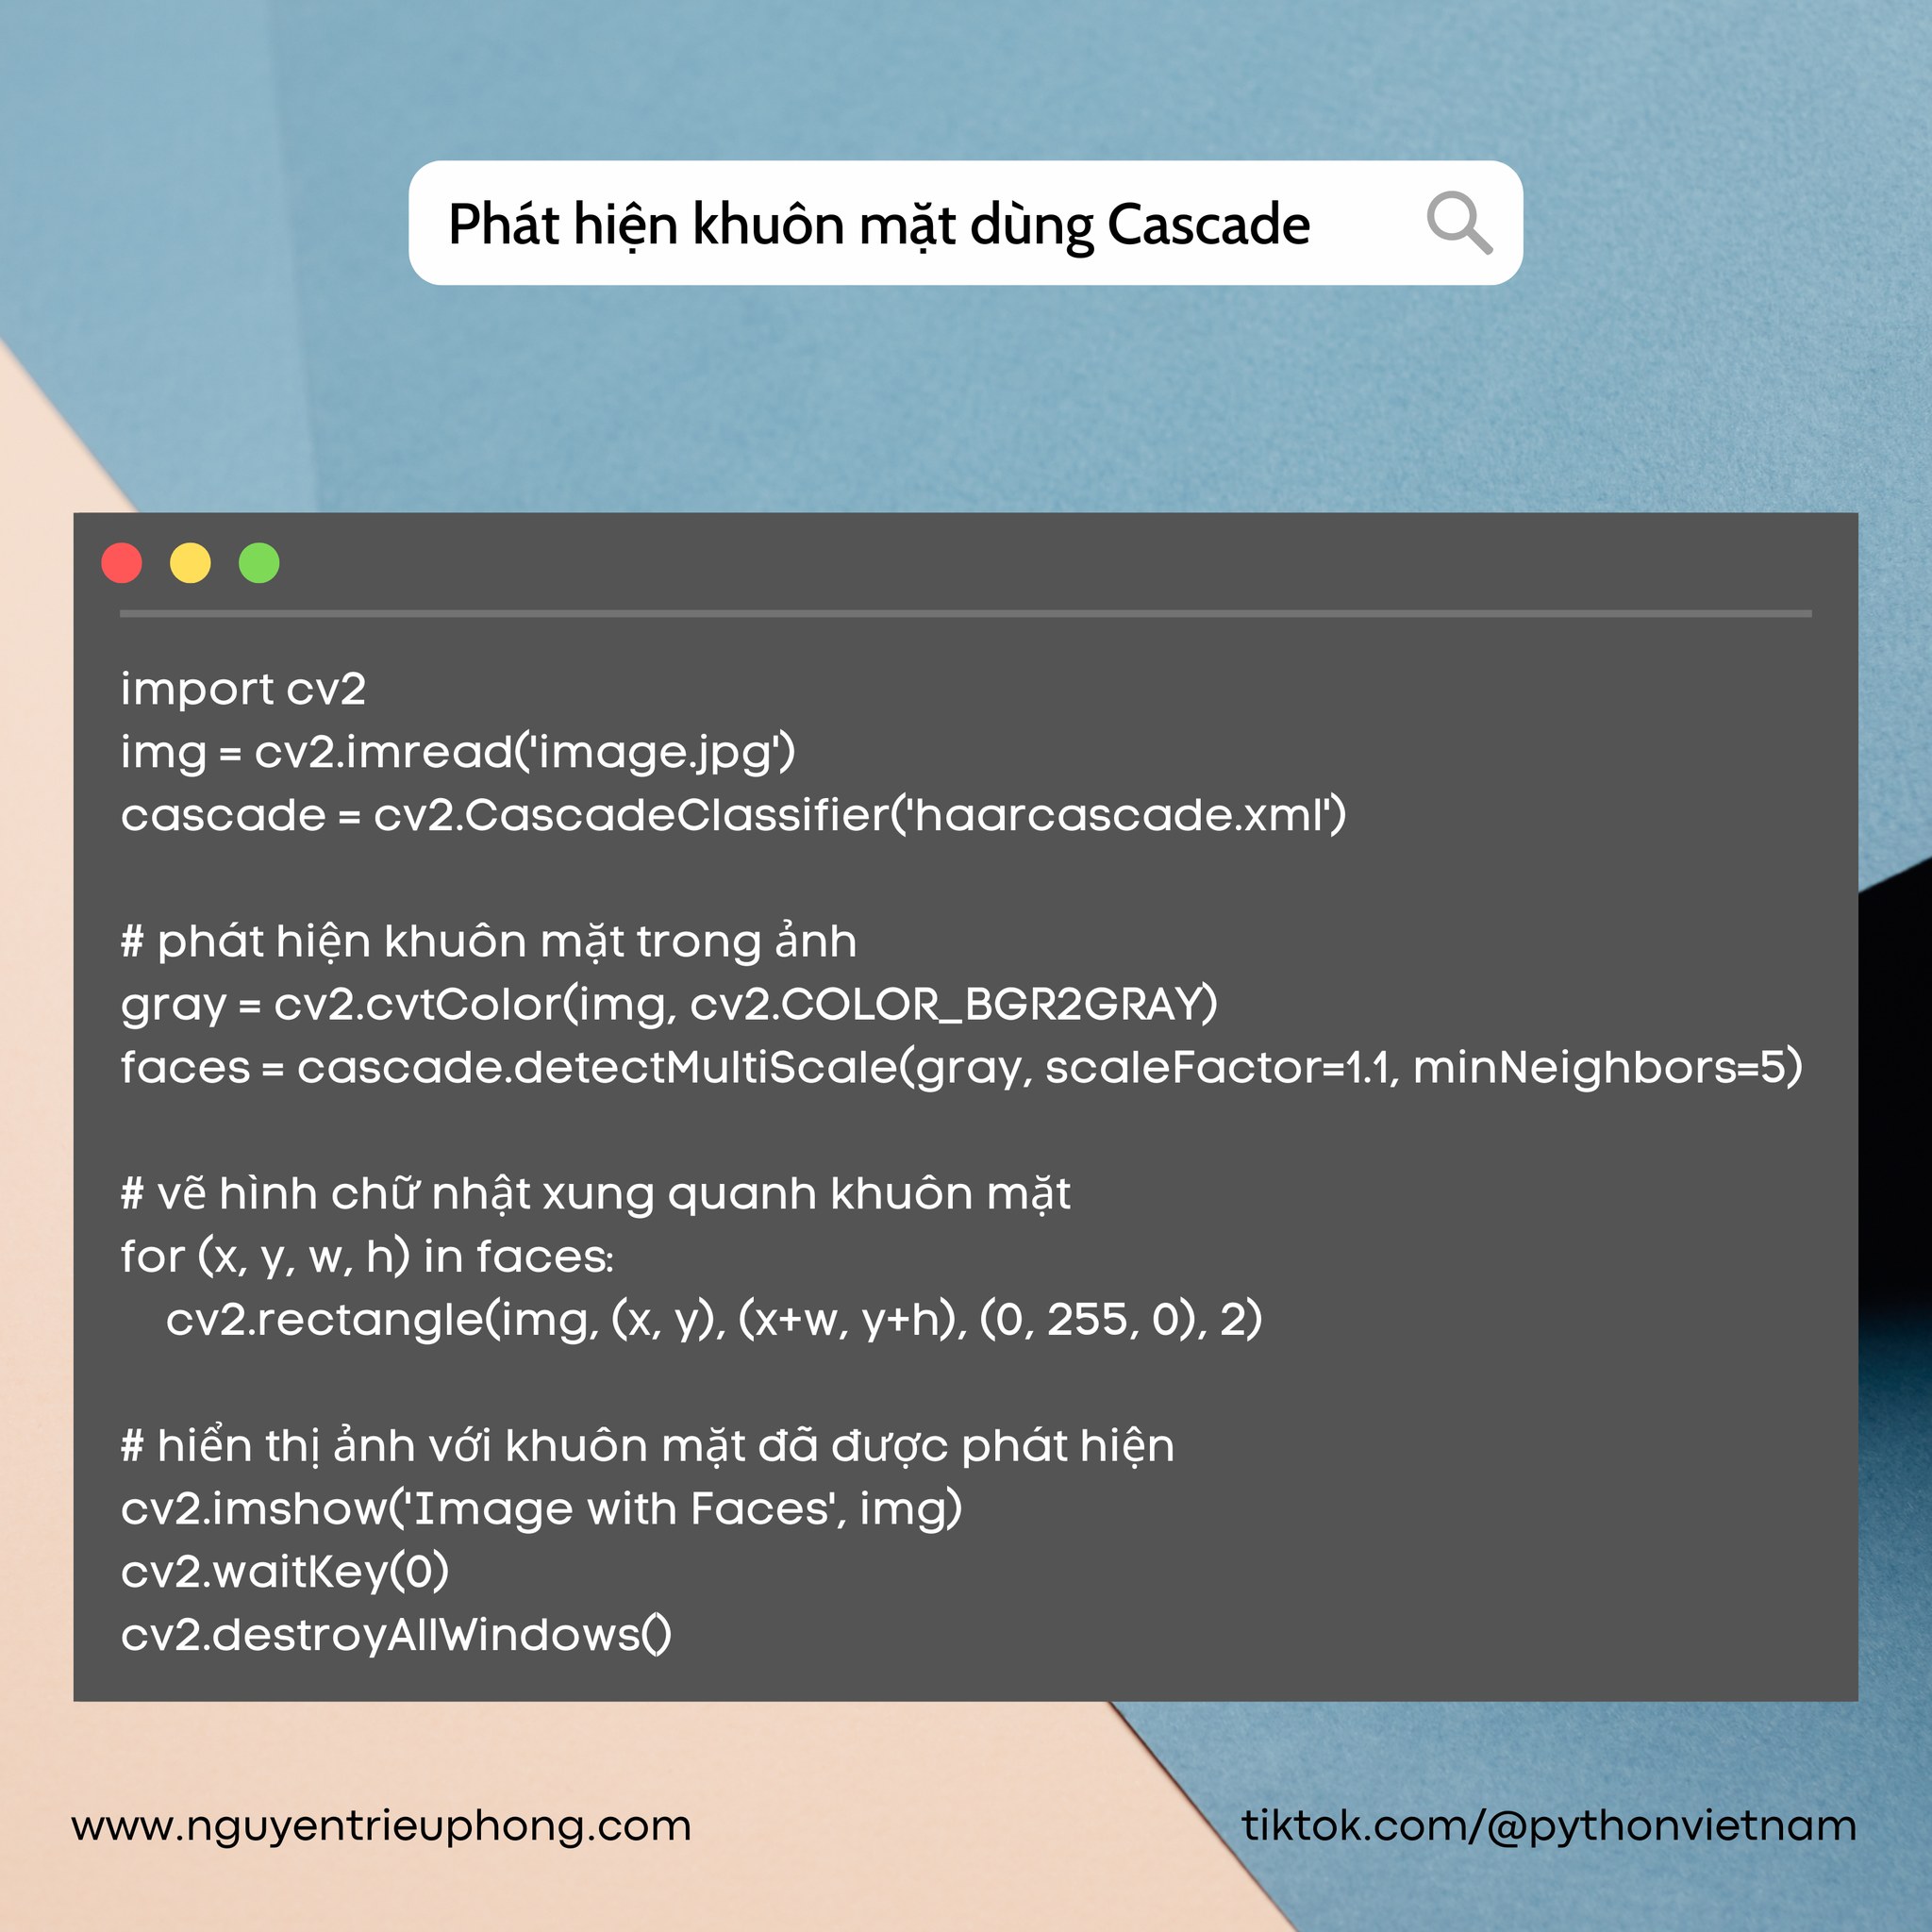 Phát hiện khuôn mặt dùng Cascade
import cv2
img = cv2.imread('image.jpg')
cascade = cv2.CascadeClassifier('haarcascade.xml')
# phát hiện khuôn mặt trong ảnh
gray = cv2.cvtColor(img, cv2.COLOR_BGR2GRAY)
faces = cascade.detectMultiScale(gray, scaleFactor=1.1, minNeighbors=5)
# vẽ hình chữ nhật xung quanh khuôn mặt
for (x, y, w, h) in faces:
    cv2.rectangle(img, (x, y), (x+w, y+h), (0, 255, 0), 2)
# hiển thị ảnh với khuôn mặt đã được phát hiện
cv2.imshow('Image with Faces', img)
cv2.waitKey(0)
cv2.destroyAllWindows()
www.nguyentrieuphong.com
tiktok.com/@pythonvietnam